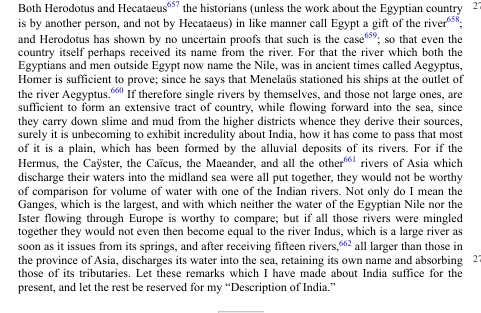 Both Herodotus and Hecataeus657 the historians (unless the work about the Egyptian country 27
is by another person, and not by Hecataeus) in like manner call Egypt a gift of the river658;
and Herodotus has shown by no uncertain proofs that such is the case659; so that even the
country itself perhaps received its name from the river. For that the river which both the
Egyptians and men outside Egypt now name the Nile, was in ancient times called Aegyptus,
Homer is sufficient to prove; since he says that Menelaüs stationed his ships at the outlet of
the river Aegyptus.660 If therefore single rivers by themselves, and those not large ones, are
sufficient to form an extensive tract of country, while flowing forward into the sea, since
they carry down slime and mud from the higher districts whence they derive their sources,
surely it is unbecoming to exhibit incredulity about India, how it has come to pass that most
of it is a plain, which has been formed by the alluvial deposits of its rivers. For if the
Hermus, the Caÿster, the Caïcus, the Maeander, and all the other661 rivers of Asia which
discharge their waters into the midland sea were all put together, they would not be worthy
of comparison for volume of water with one of the Indian rivers. Not only do I mean the
Ganges, which is the largest, and with which neither the water of the Egyptian Nile nor the
Ister flowing through Europe is worthy to compare; but if all those rivers were mingled
together they would not even then become equal to the river Indus, which is a large river as
soon as it issues from its springs, and after receiving fifteen rivers,662 all larger than those in
the province of Asia, discharges its water into the sea, retaining its own name and absorbing 27
those of its tributaries. Let these remarks which I have made about India suffice for the
present, and let the rest be reserved for my “Description of India.”